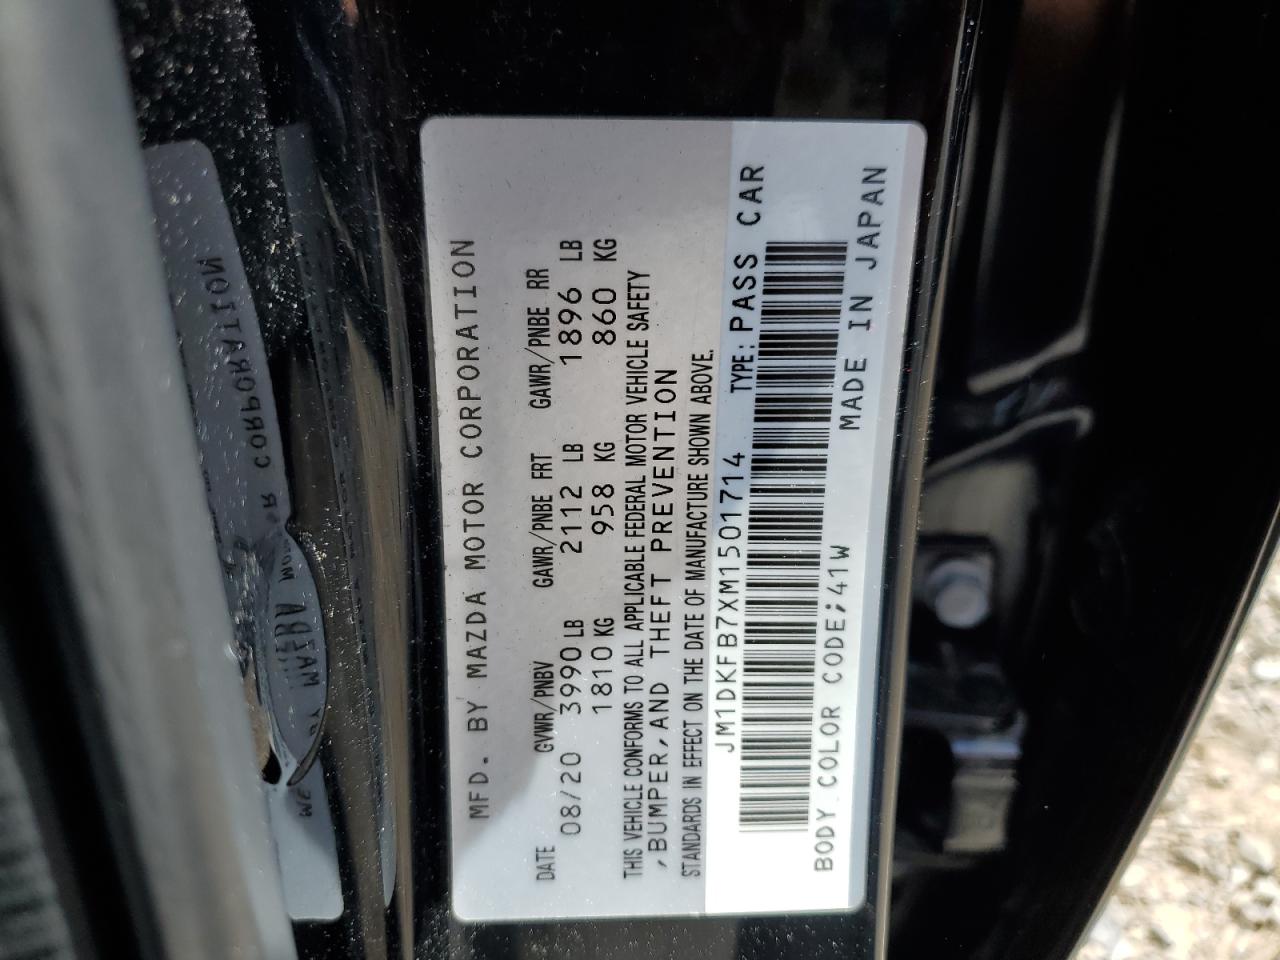 MFD. BY MAZDA MOTOR CORPORATION
DATE GVWR/PNBV GAWR/PNBE FRT GAWR/PNBE RR
08/20 3990 LB 2112 LB 1896 LB
1810 KG 958 KG 860 KG
THIS VEHICLE CONFORMS TO ALL APPLICABLE FEDERAL MOTOR VEHICLE SAFETY
,BUMPER,AND THEFT PREVENTION
STANDARDS IN EFFECT ON THE DATE OF MANUFACTURE SHOWN ABOVE.
JM1DKFB7XM1501714 TYPE:PASS CAR
BODY COLOR CODE;41W MADE IN JAPAN